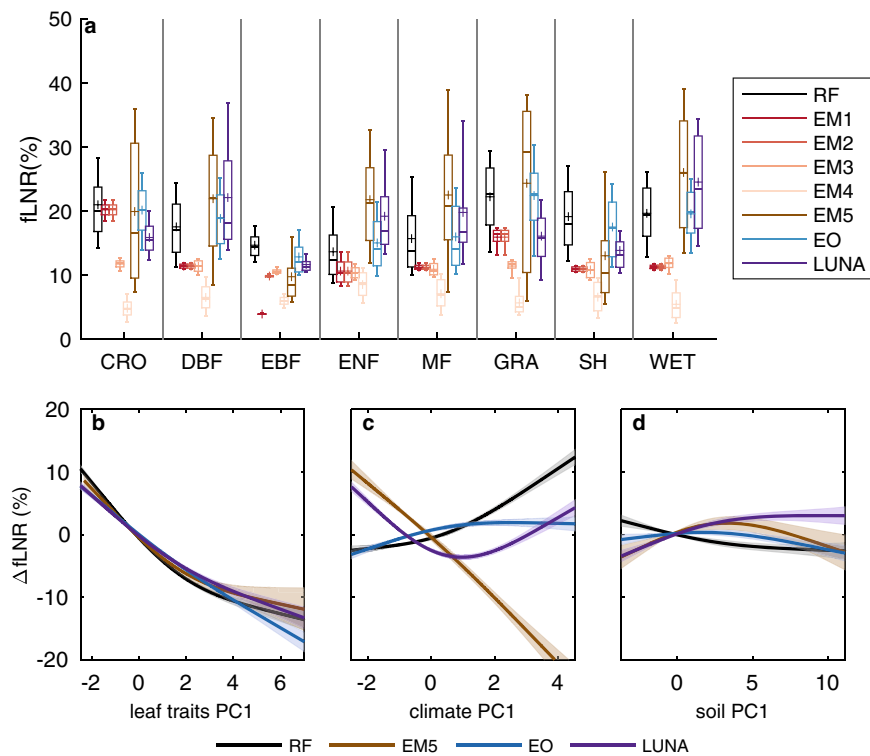 a
fLNR(%)
50
40
30
20
10
0
CRO DBF EBF ENF MF GRA SH WET
RF
EM1
EM2
EM3
EM4
EM5
EO
LUNA
b c d
ΔfLNR (%)
20
10
0
-10
-20
-2 0 2 4 6
leaf traits PC1
-2 0 2 4
climate PC1
0 5 10
soil PC1
RF EM5 EO LUNA